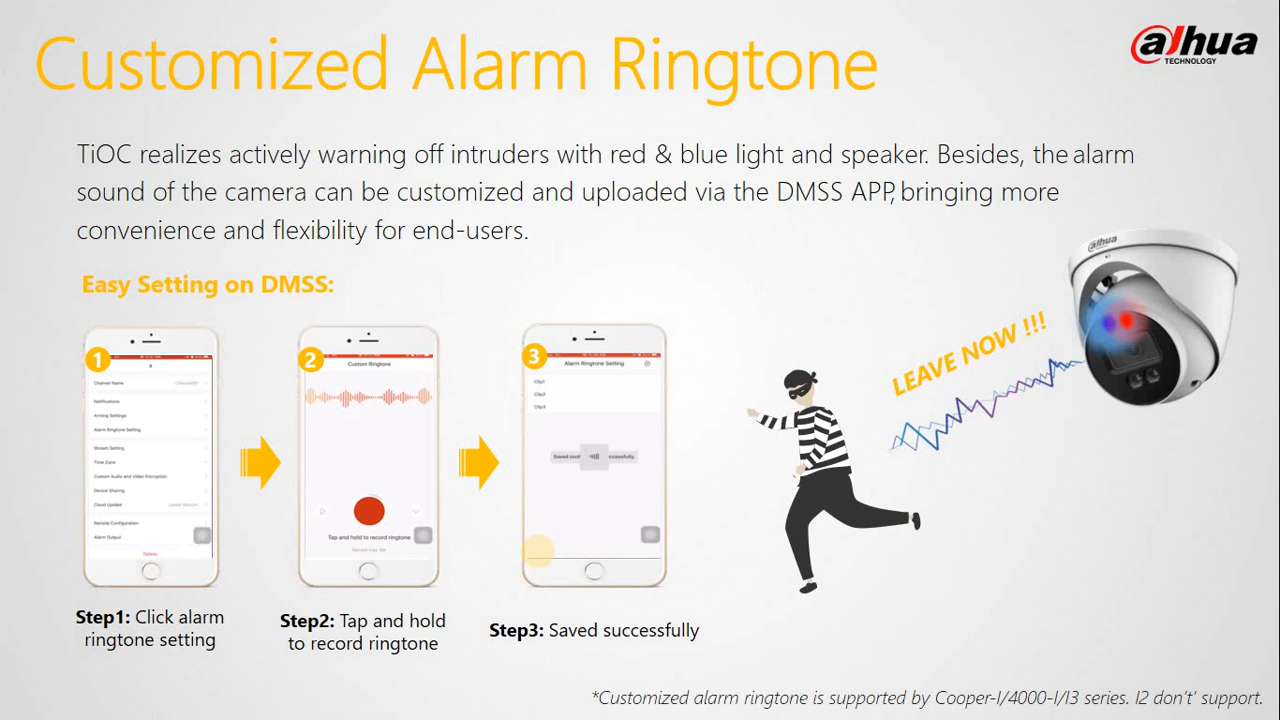 Customized Alarm Ringtone
alhua
TECHNOLOGY
TiOC realizes actively warning off intruders with red & blue light and speaker. Besides, the alarm
sound of the camera can be customized and uploaded via the DMSS APP, bringing more
convenience and flexibility for end-users.
Easy Setting on DMSS:
alhua
LEAVE NOW !!!
1
Channel Name
Notifications
Arming Settings
Alarm Ringtone Setting
Stream Setting
Time Zone
Custom Audio and Video Encryption
Device Sharing
Cloud Update
Latest Version
Remote Configuration
Alarm Output
Delete
2
Custom Ringtone
Tap and hold to record ringtone
3
Alarm Ringtone Setting
Clip1
Clip2
Clip3
Step1: Click alarm
ringtone setting
Step2: Tap and hold
to record ringtone
Step3: Saved successfully
*Customized alarm ringtone is supported by Cooper-I/4000-I/I3 series. I2 don't' support.